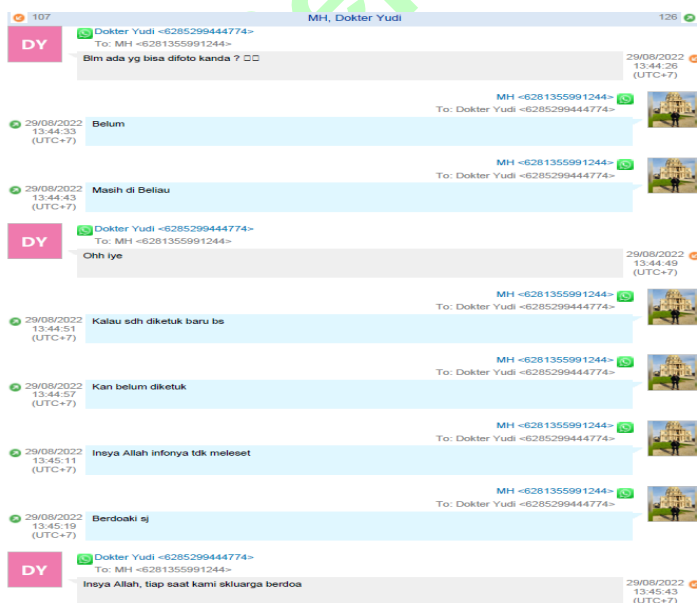 107 MH, Dokter Yudi 126
DY
Dokter Yudi <6285299444774>
To: MH <6281355991244>
Blm ada yg bisa difoto kanda ? □□
29/08/2022
13:44:26
(UTC+7)
MH <6281355991244>
To: Dokter Yudi <6285299444774>
29/08/2022
13:44:33
(UTC+7)
Belum
MH <6281355991244>
To: Dokter Yudi <6285299444774>
29/08/2022
13:44:43
(UTC+7)
Masih di Beliau
DY
Dokter Yudi <6285299444774>
To: MH <6281355991244>
Ohh iye
29/08/2022
13:44:49
(UTC+7)
MH <6281355991244>
To: Dokter Yudi <6285299444774>
29/08/2022
13:44:51
(UTC+7)
Kalau sdh diketuk baru bs
MH <6281355991244>
To: Dokter Yudi <6285299444774>
29/08/2022
13:44:57
(UTC+7)
Kan belum diketuk
MH <6281355991244>
To: Dokter Yudi <6285299444774>
29/08/2022
13:45:11
(UTC+7)
Insya Allah infonya tdk meleset
MH <6281355991244>
To: Dokter Yudi <6285299444774>
29/08/2022
13:45:19
(UTC+7)
Berdoaki sj
DY
Dokter Yudi <6285299444774>
To: MH <6281355991244>
Insya Allah, tiap saat kami skluarga berdoa
29/08/2022
13:45:43
(UTC+7)